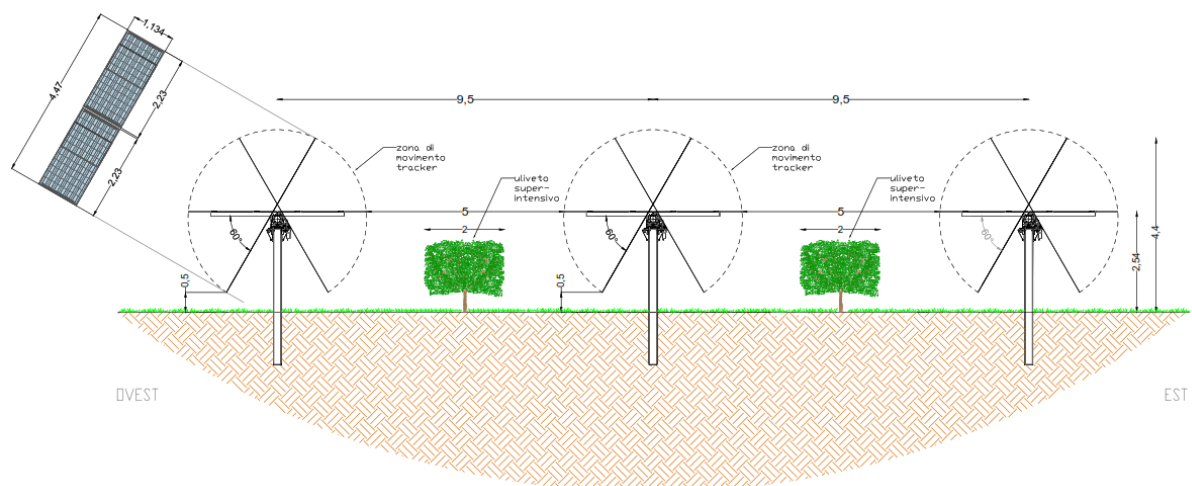 1,134
4,47
2,23
2,23
9,5
9,5
zona di
movimento
tracker
zona di
movimento
tracker
uliveto
super-
intensivo
uliveto
super-
intensivo
5
5
2
2
60°
60°
60°
0,5
0,5
2,54
4,4
OVEST
EST